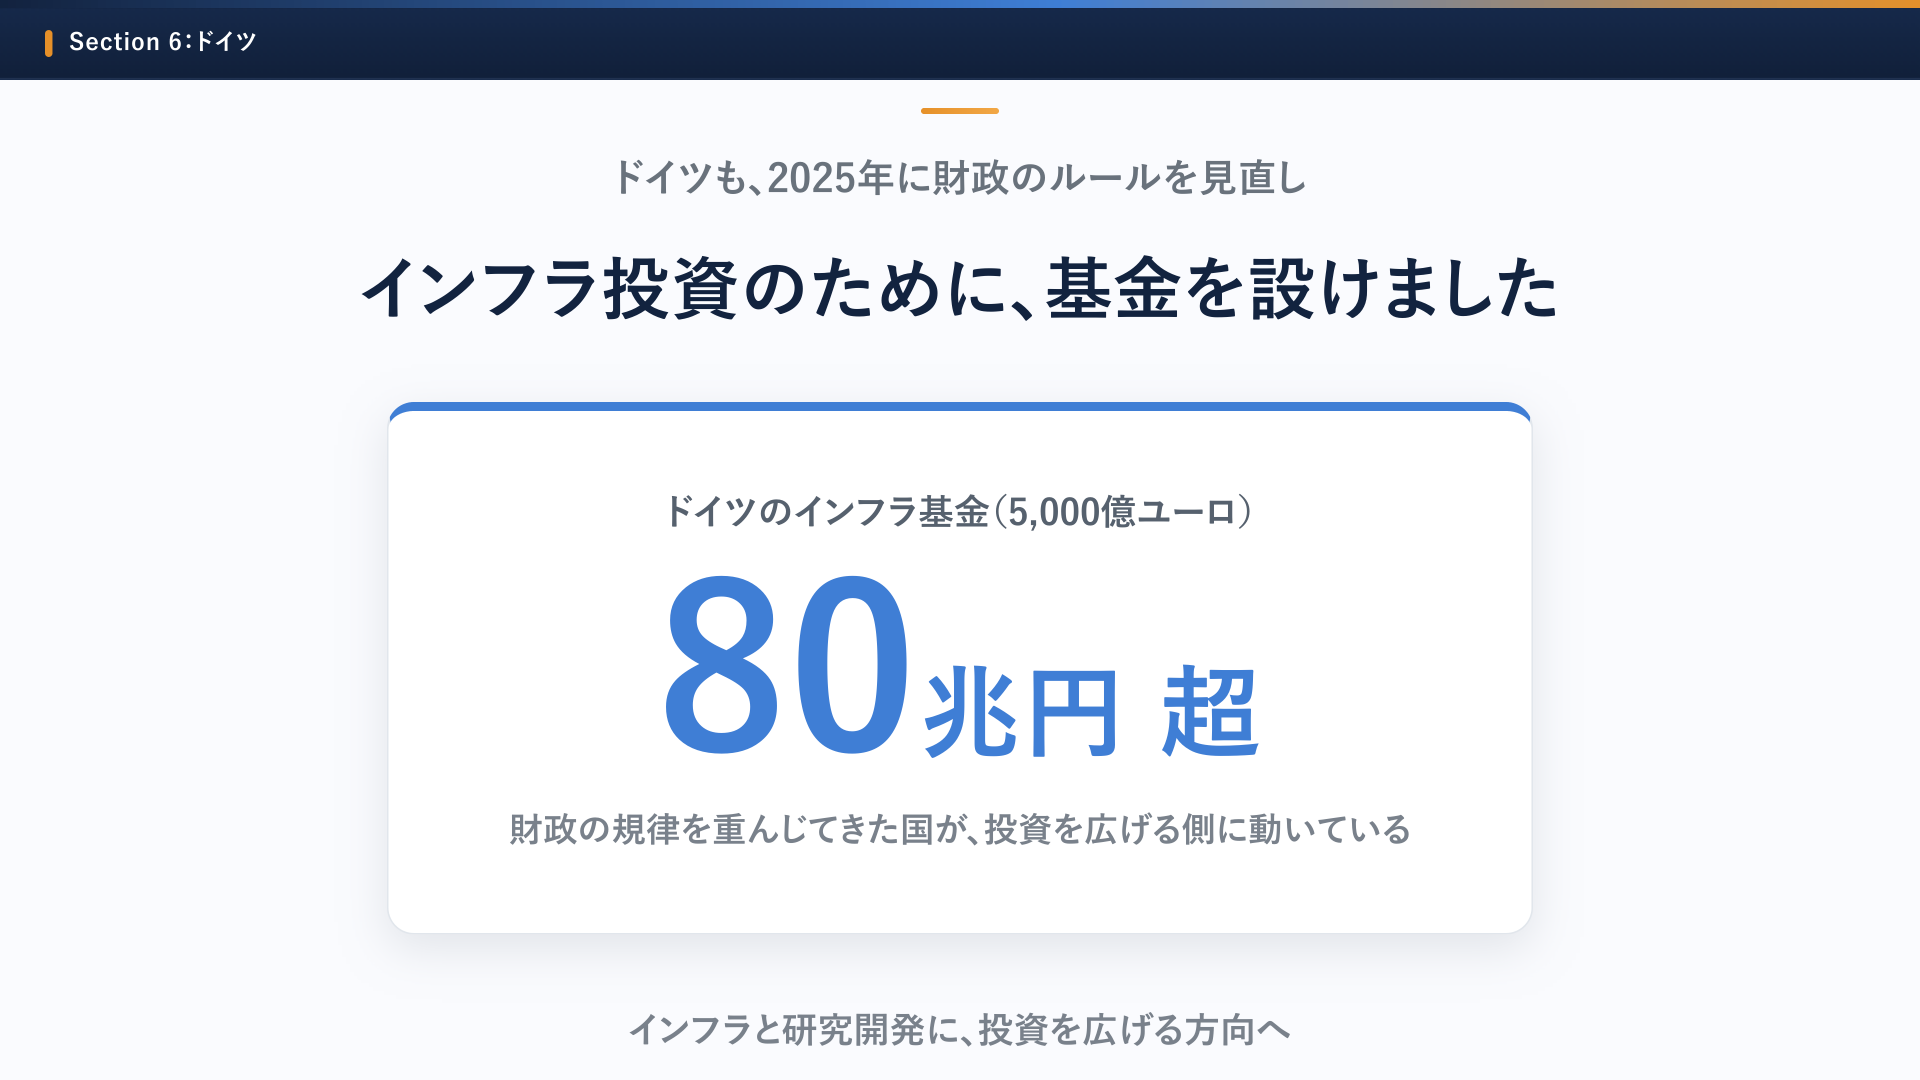 Section 6：ドイツ
ドイツも、2025年に財政のルールを見直し
インフラ投資のために、基金を設けました
ドイツのインフラ基金（5,000億ユーロ）
80兆円 超
財政の規律を重んじてきた国が、投資を広げる側に動いている
インフラと研究開発に、投資を広げる方向へ